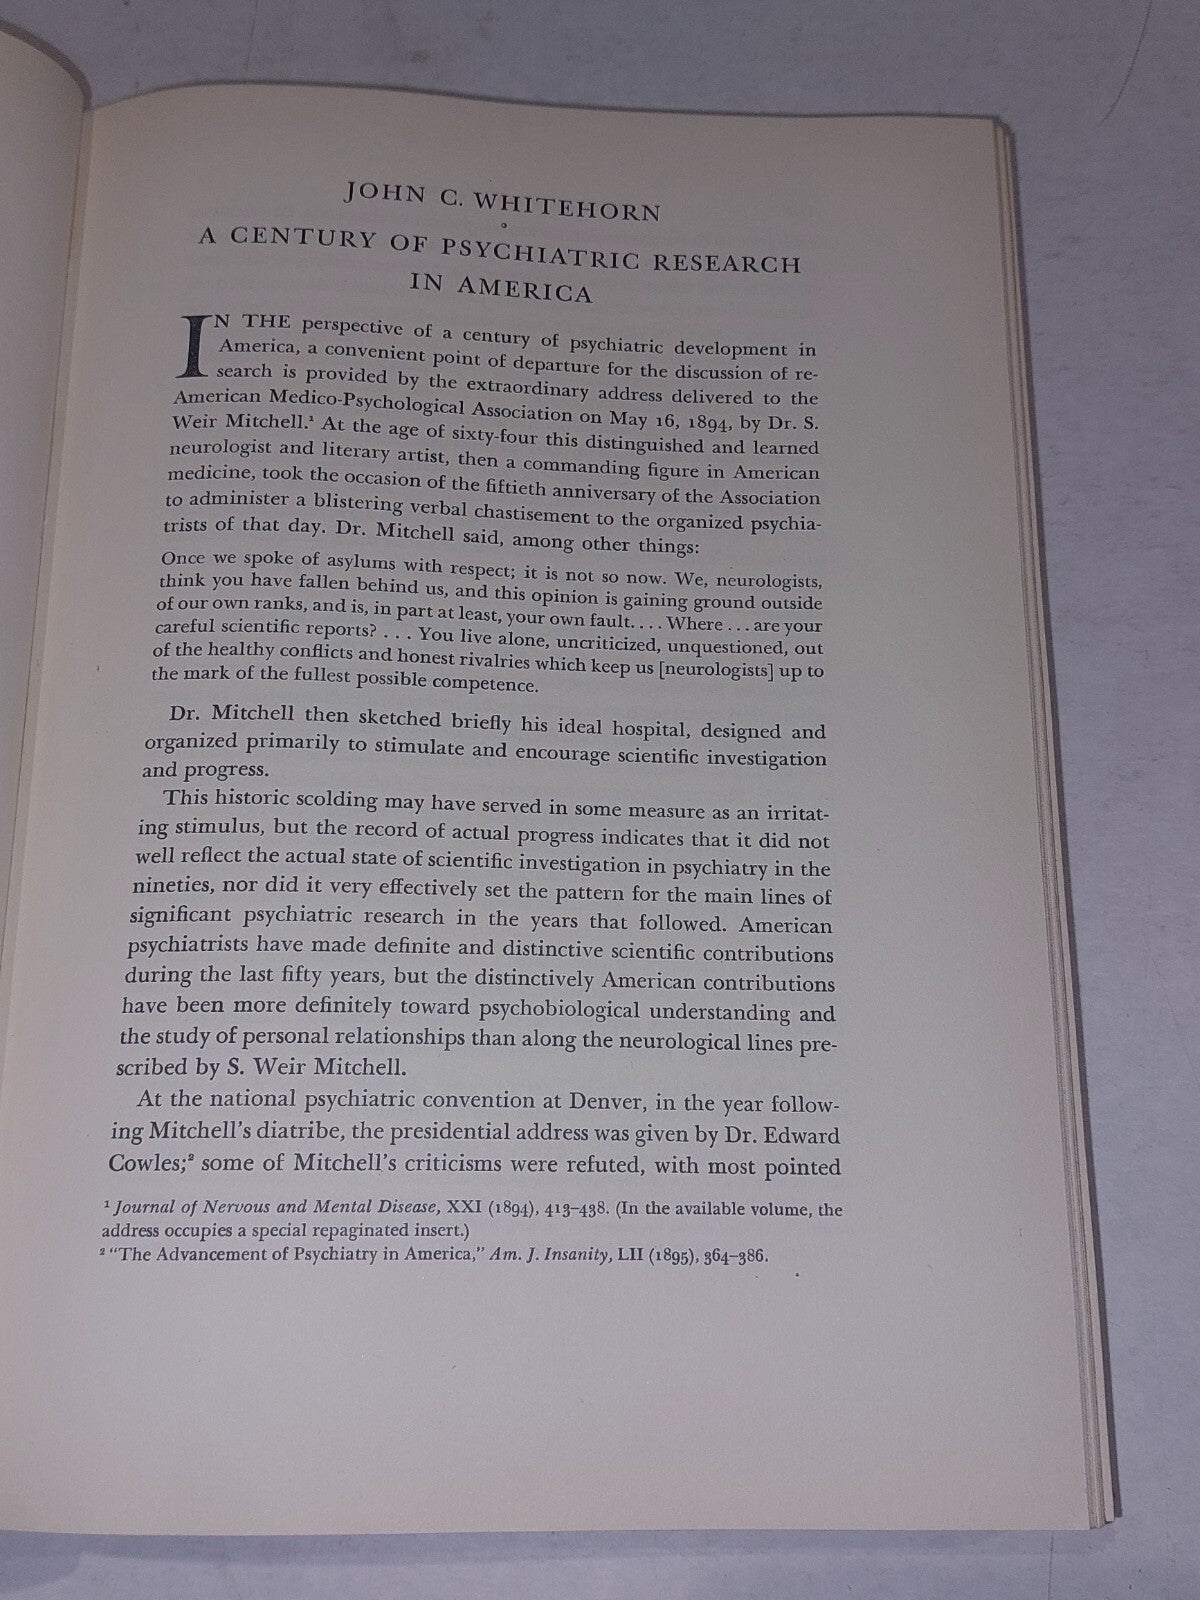 JOHN C. WHITEHORN
A CENTURY OF PSYCHIATRIC RESEARCH
IN AMERICA
IN THE perspective of a century of psychiatric development in
America, a convenient point of departure for the discussion of re-
search is provided by the extraordinary address delivered to the
American Medico-Psychological Association on May 16, 1894, by Dr. S.
Weir Mitchell.¹ At the age of sixty-four this distinguished and learned
neurologist and literary artist, then a commanding figure in American
medicine, took the occasion of the fiftieth anniversary of the Association
to administer a blistering verbal chastisement to the organized psychia-
trists of that day. Dr. Mitchell said, among other things:
Once we spoke of asylums with respect; it is not so now. We, neurologists,
think you have fallen behind us, and this opinion is gaining ground outside
of our own ranks, and is, in part at least, your own fault.... Where ... are your
careful scientific reports? ... You live alone, uncriticized, unquestioned, out
of the healthy conflicts and honest rivalries which keep us [neurologists] up to
the mark of the fullest possible competence.
Dr. Mitchell then sketched briefly his ideal hospital, designed and
organized primarily to stimulate and encourage scientific investigation
and progress.
This historic scolding may have served in some measure as an irritat-
ing stimulus, but the record of actual progress indicates that it did not
well reflect the actual state of scientific investigation in psychiatry in the
nineties, nor did it very effectively set the pattern for the main lines of
significant psychiatric research in the years that followed. American
psychiatrists have made definite and distinctive scientific contributions
during the last fifty years, but the distinctively American contributions
have been more definitely toward psychobiological understanding and
the study of personal relationships than along the neurological lines pre-
scribed by S. Weir Mitchell.
At the national psychiatric convention at Denver, in the year follow-
ing Mitchell's diatribe, the presidential address was given by Dr. Edward
Cowles;² some of Mitchell's criticisms were refuted, with most pointed
¹ Journal of Nervous and Mental Disease, XXI (1894), 413–438. (In the available volume, the
address occupies a special repaginated insert.)
² "The Advancement of Psychiatry in America," Am. J. Insanity, LII (1895), 364–386.